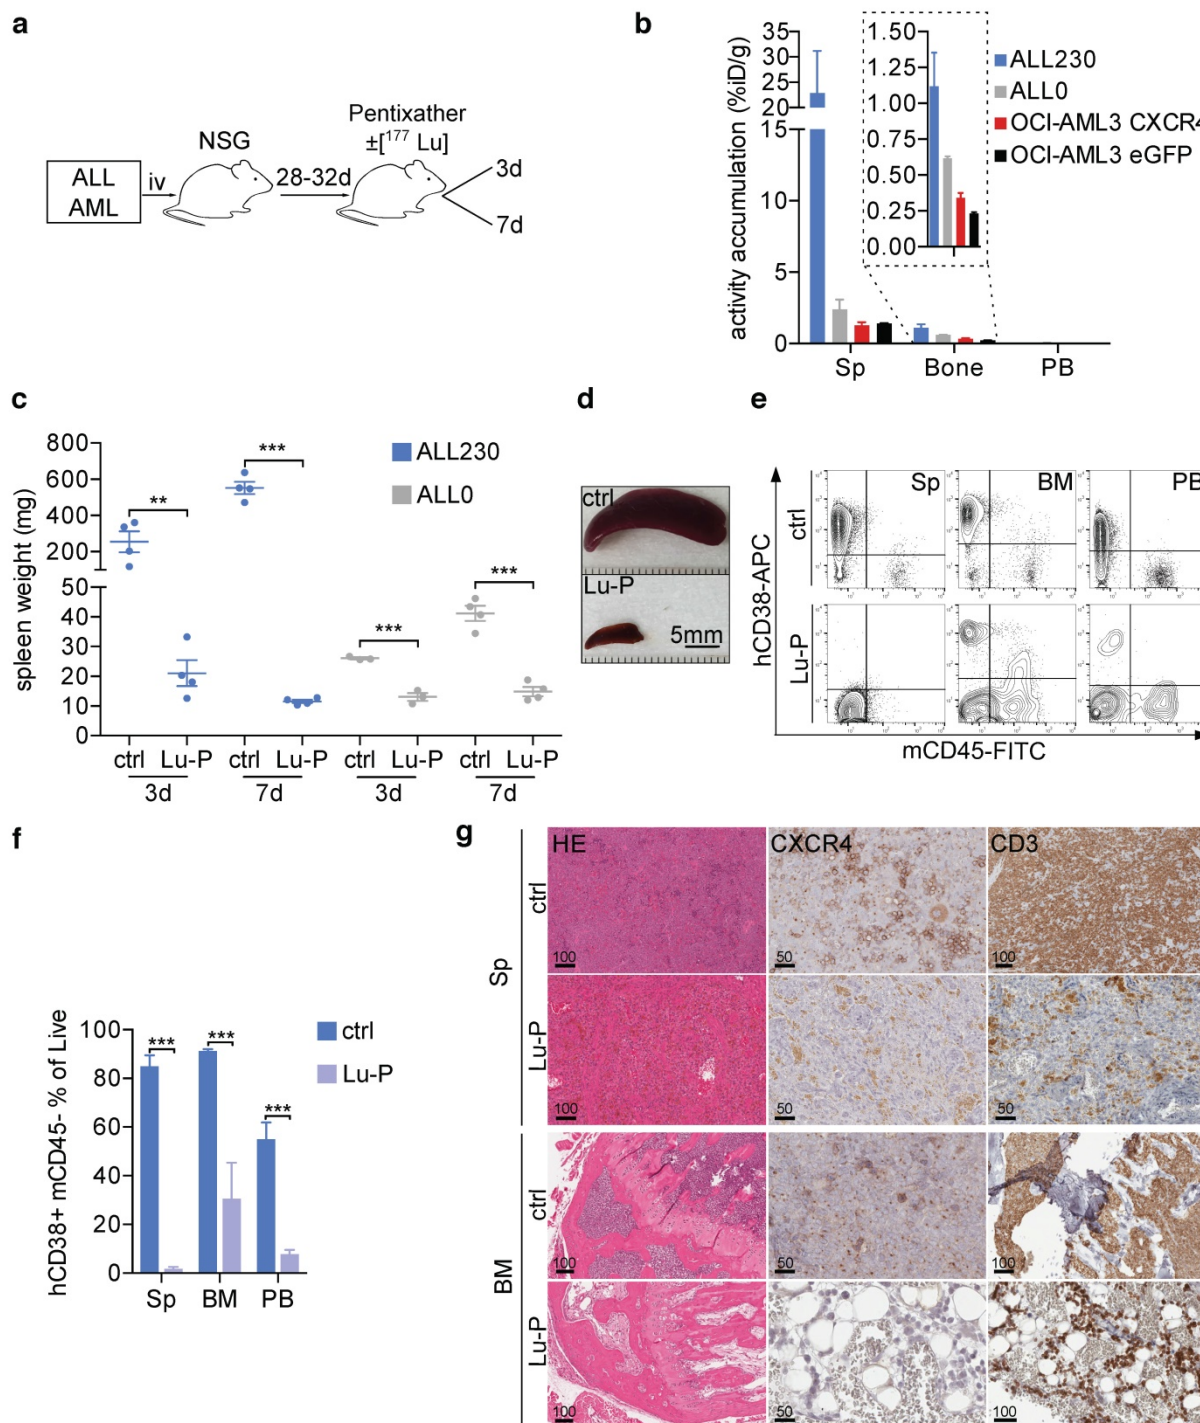 a
ALL
AML
iv
NSG
28-32d
Pentixather
±[¹⁷⁷ Lu]
3d
7d
b
activity accumulation (%iD/g)
35
30
25
20
15
10
5
0
1.50
1.25
1.00
0.75
0.50
0.25
0.00
ALL230
ALL0
OCI-AML3 CXCR4
OCI-AML3 eGFP
Sp Bone PB
c
spleen weight (mg)
800
600
400
200
50
40
30
20
10
0
** *** *** ***
ALL230
ALL0
ctrl Lu-P ctrl Lu-P ctrl Lu-P ctrl Lu-P
3d 7d 3d 7d
d
ctrl
Lu-P
5mm
e
Sp BM PB
ctrl
Lu-P
hCD38-APC
mCD45-FITC
f
hCD38+ mCD45- % of Live
100
80
60
40
20
0
*** *** ***
ctrl
Lu-P
Sp BM PB
g
HE CXCR4 CD3
Sp
ctrl
100 50 100
Lu-P
100 50 50
BM
ctrl
100 50 100
Lu-P
100 50 100